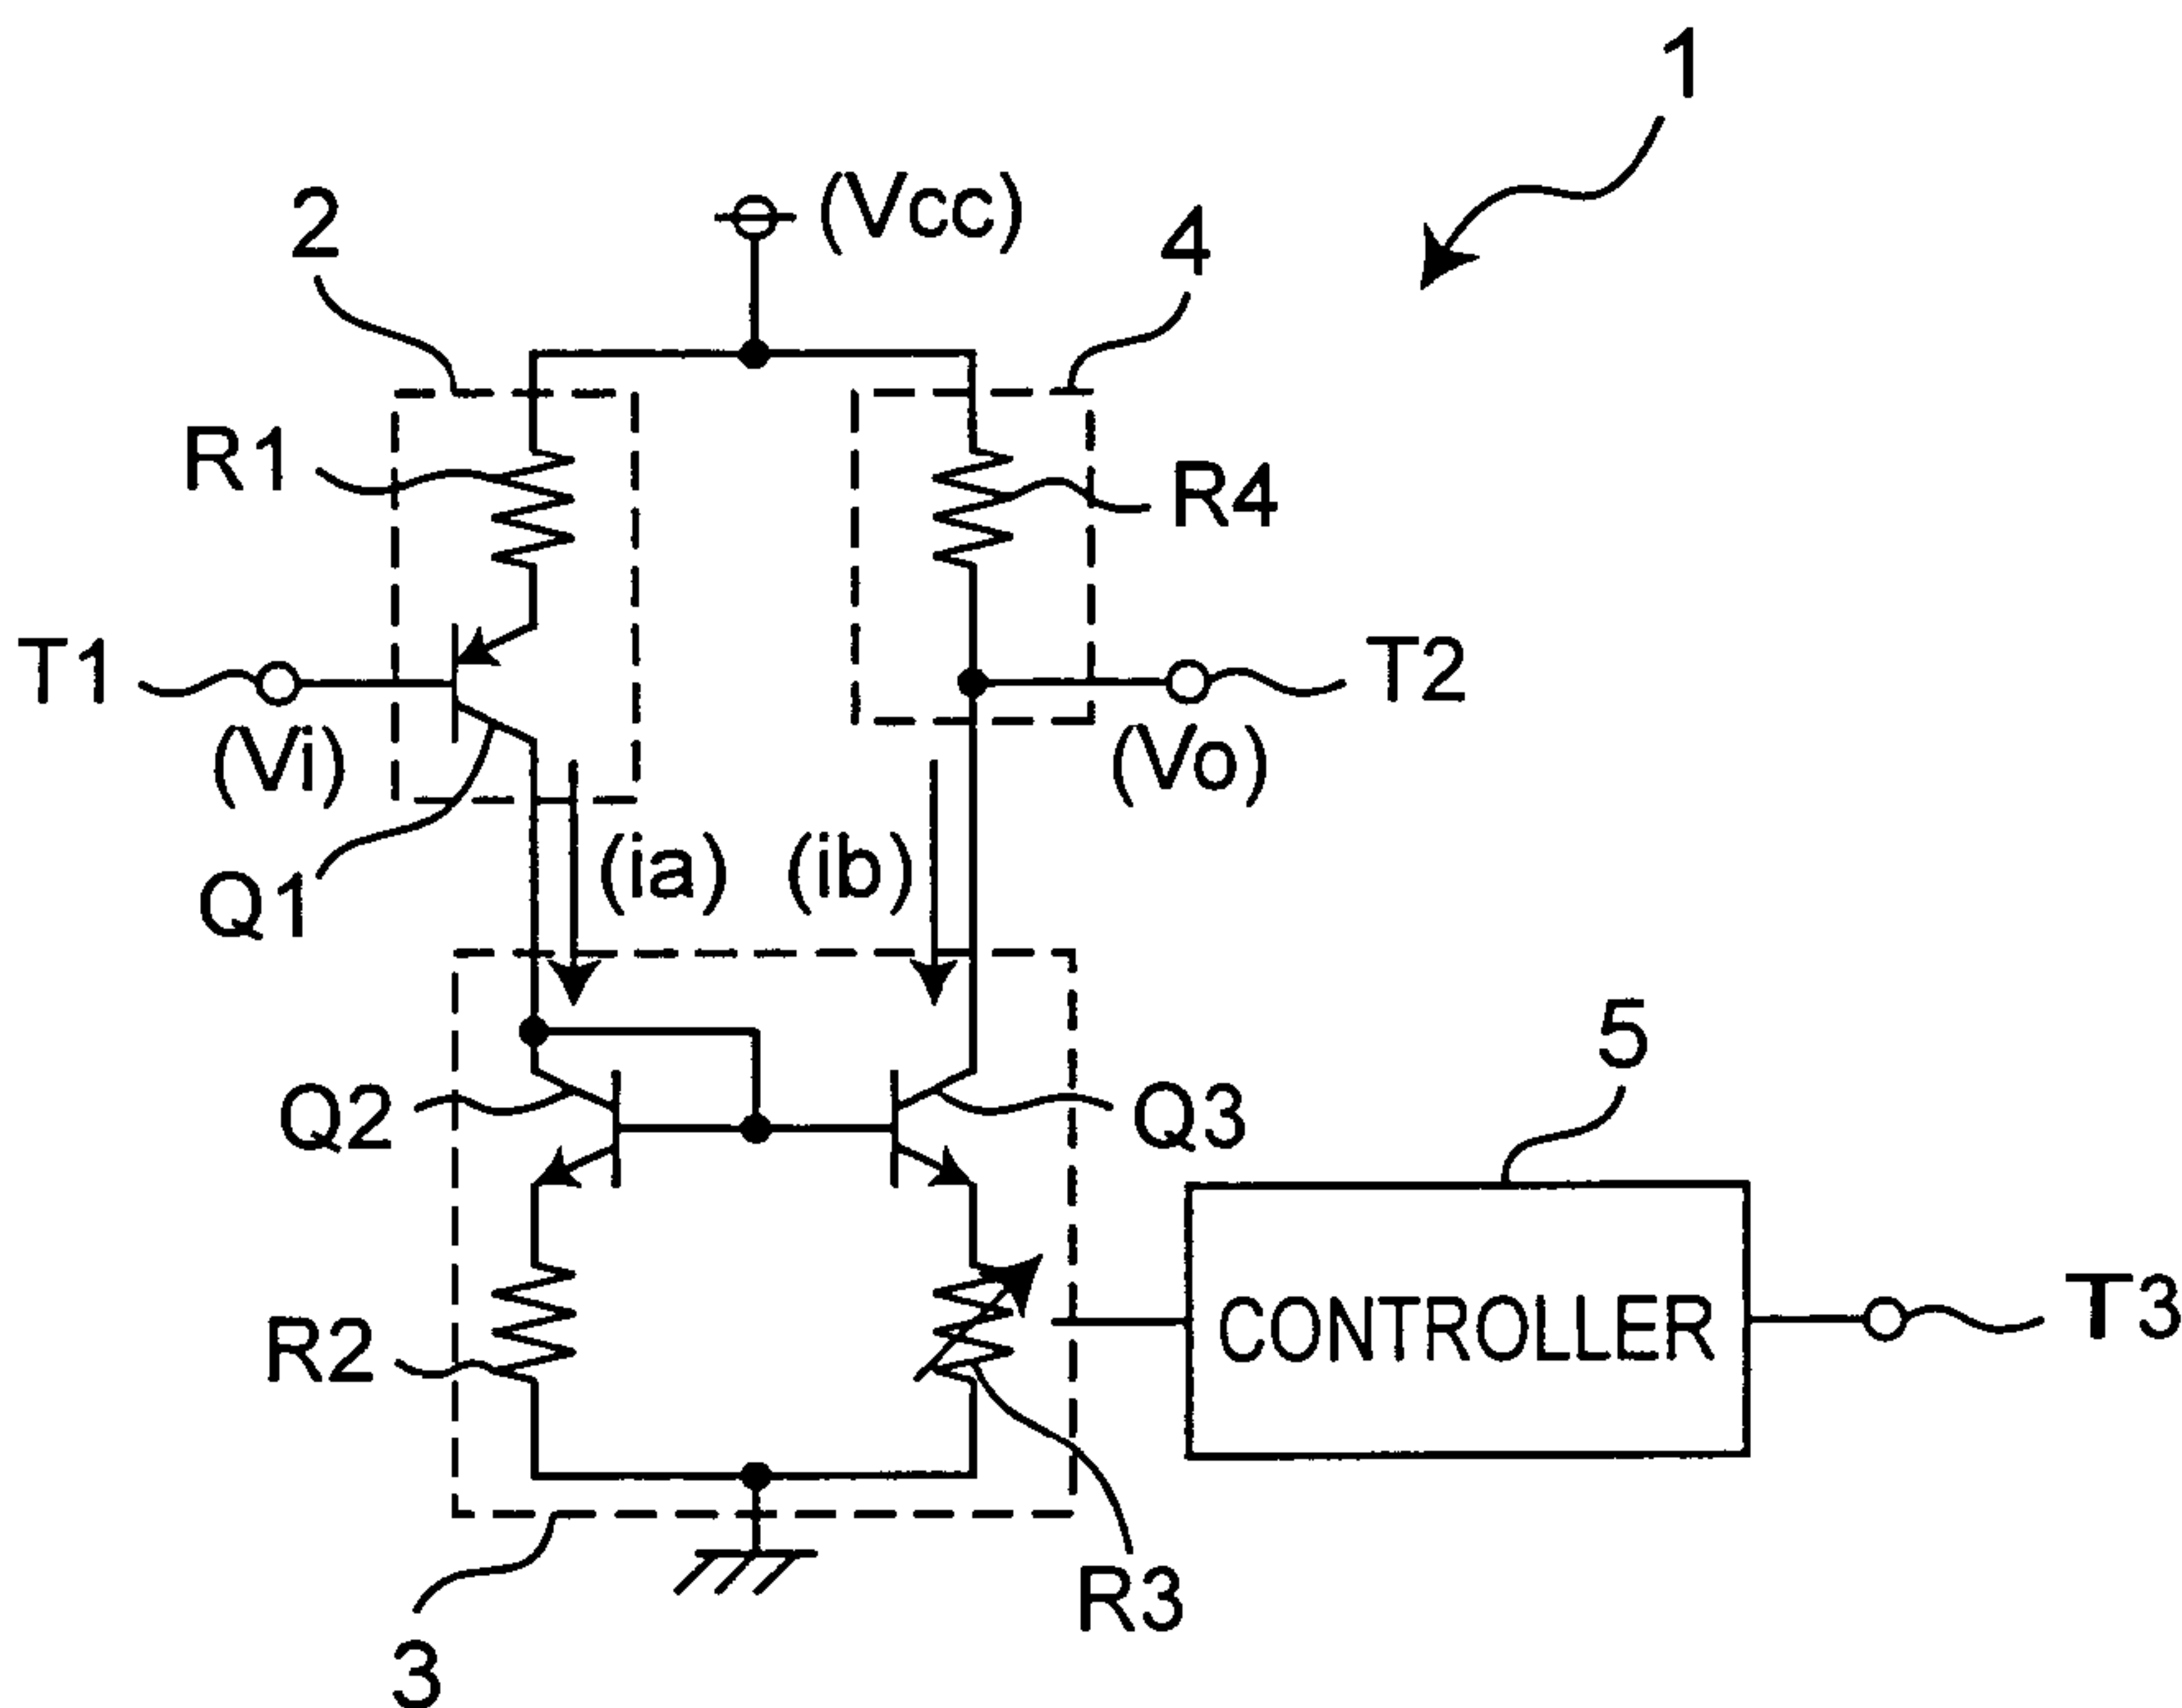 1
2
(Vcc)
4
R1
R4
T1
T2
(Vi)
(Vo)
(ia)
(ib)
Q1
5
Q2
Q3
CONTROLLER
T3
R2
R3
3